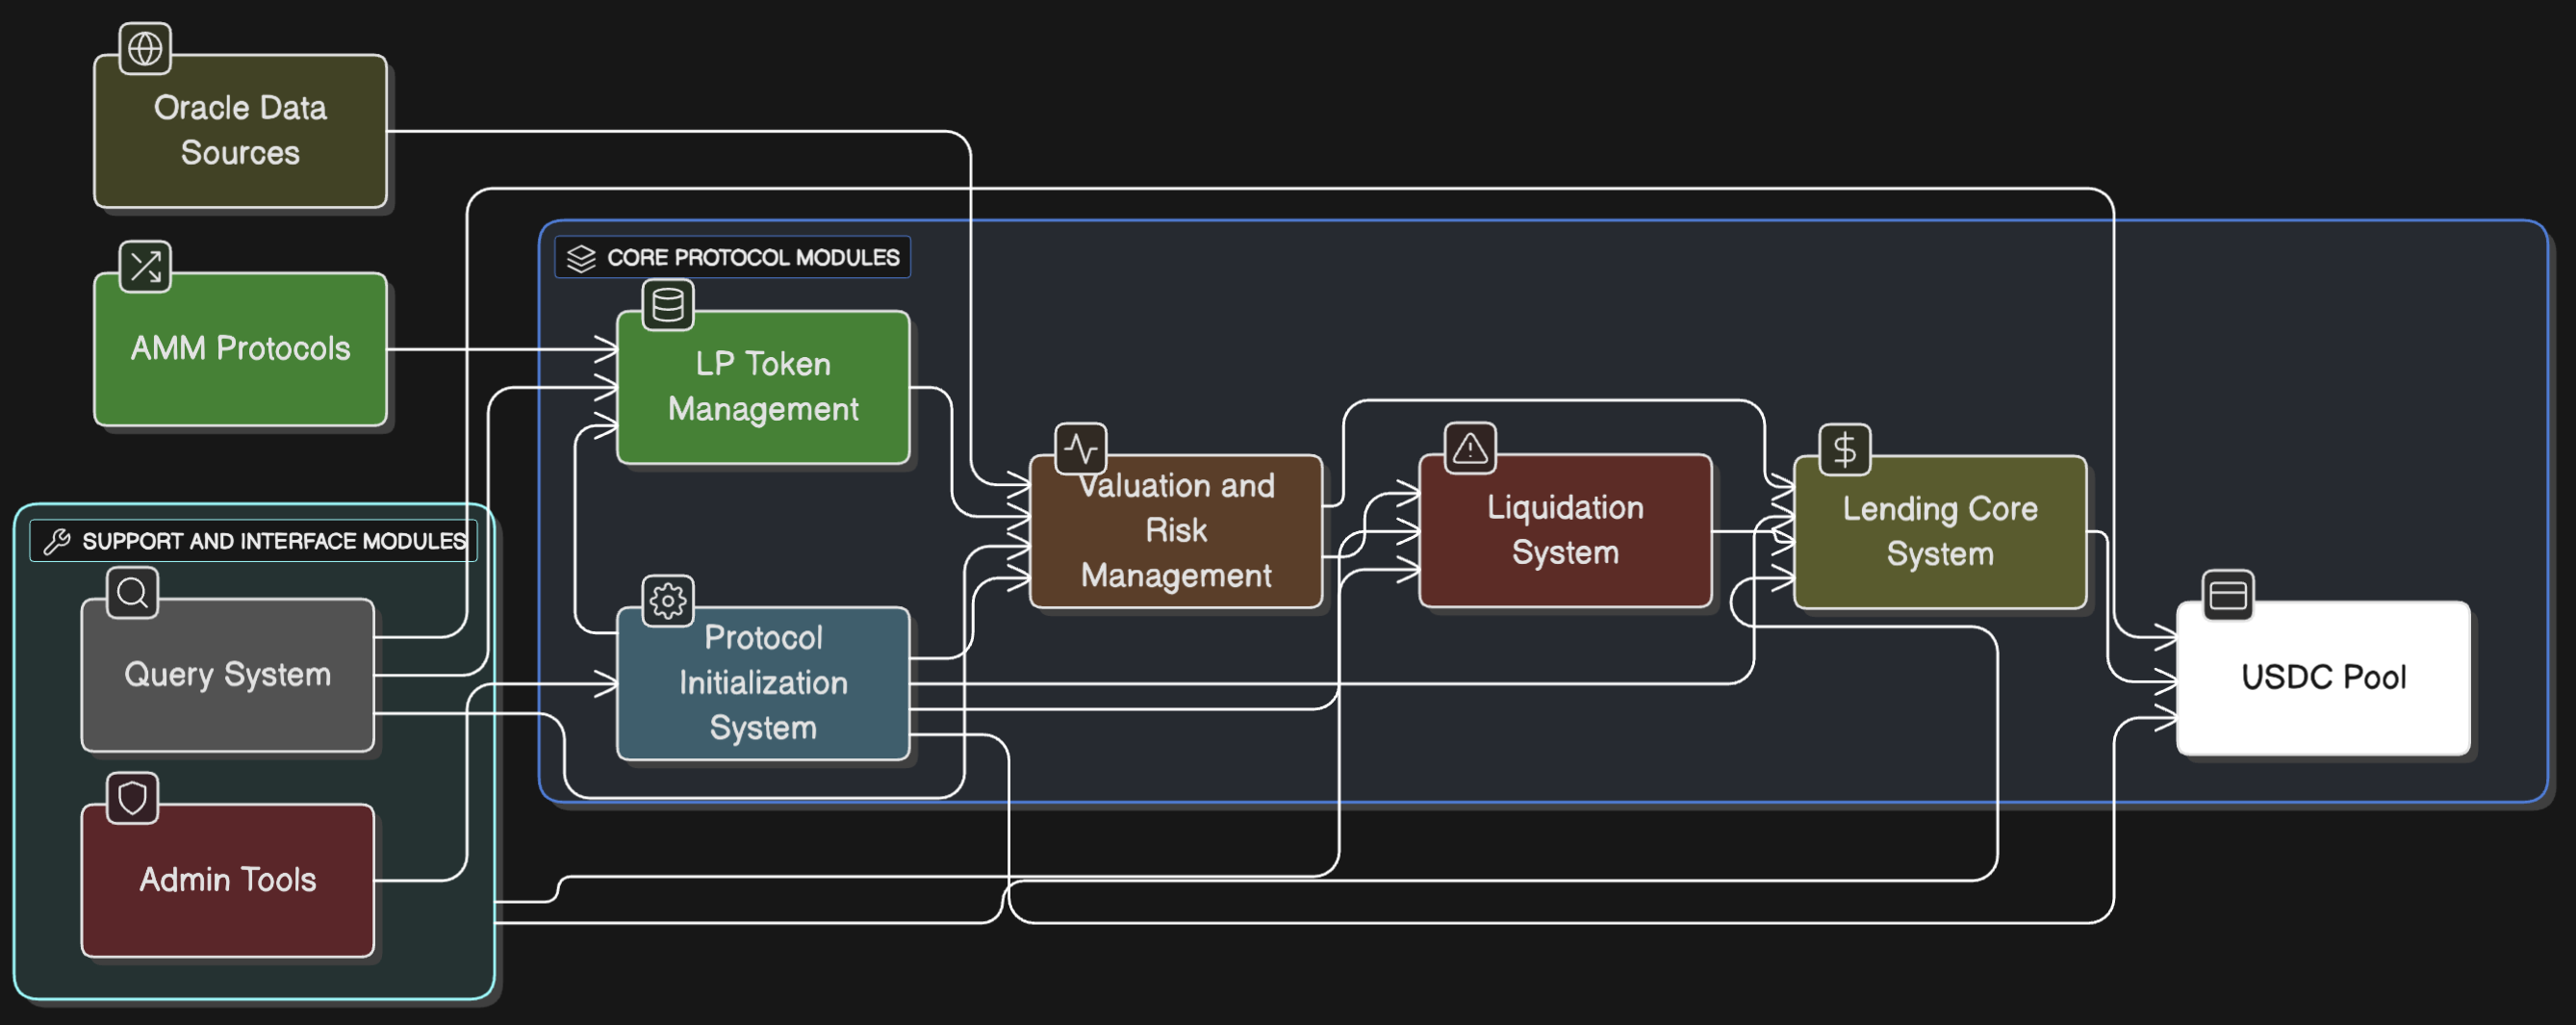 Oracle Data
Sources
AMM Protocols
CORE PROTOCOL MODULES
LP Token
Management
Valuation and
Risk
Management
Liquidation
System
Lending Core
System
SUPPORT AND INTERFACE MODULES
Query System
Protocol
Initialization
System
USDC Pool
Admin Tools